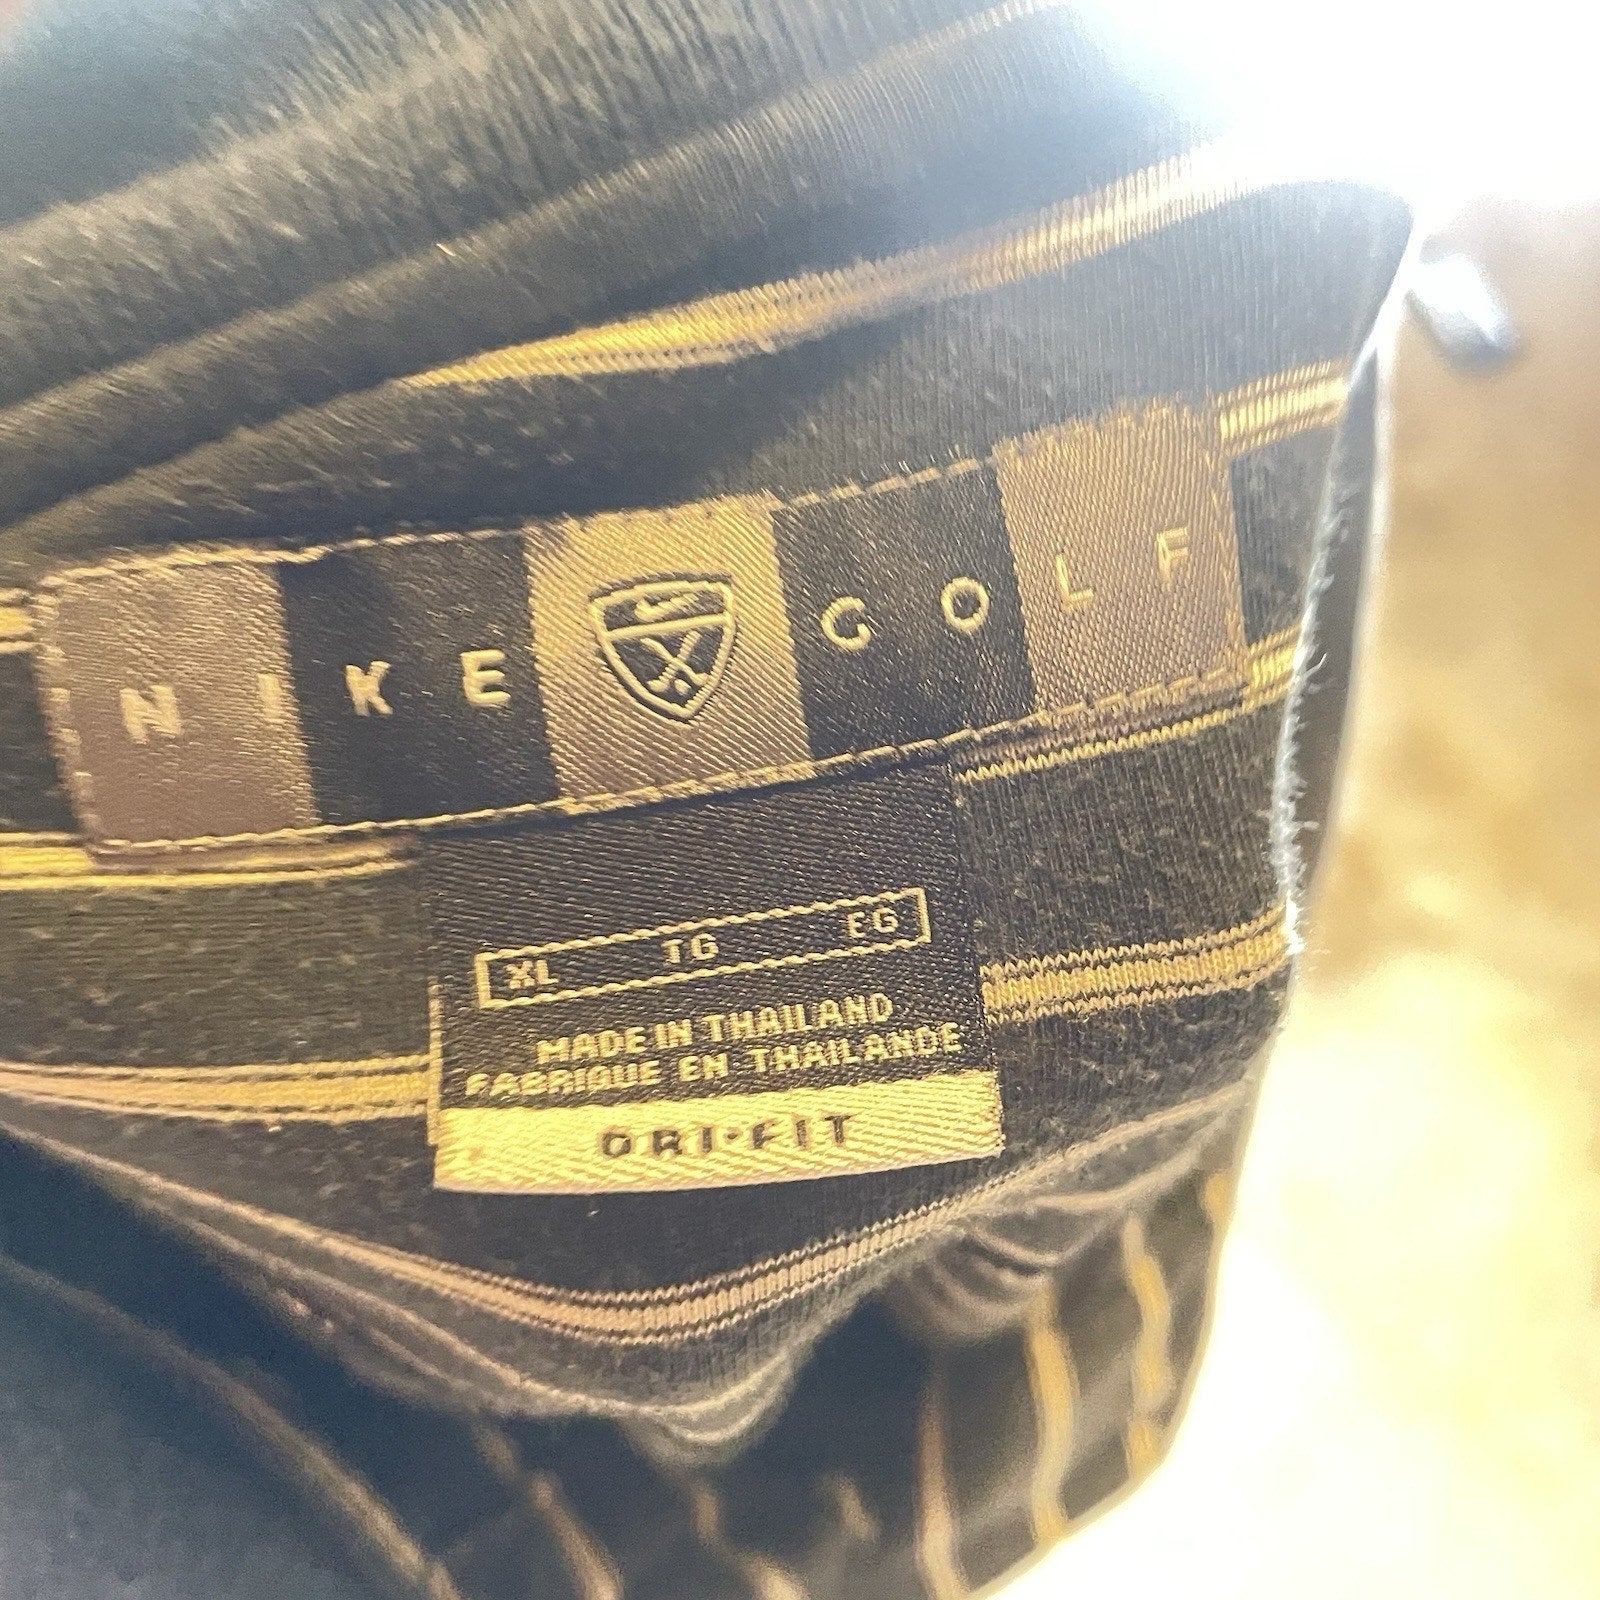 NIKE GOLF
XL TG EG
MADE IN THAILAND
FABRIQUE EN THAILANDE
DRI•FIT